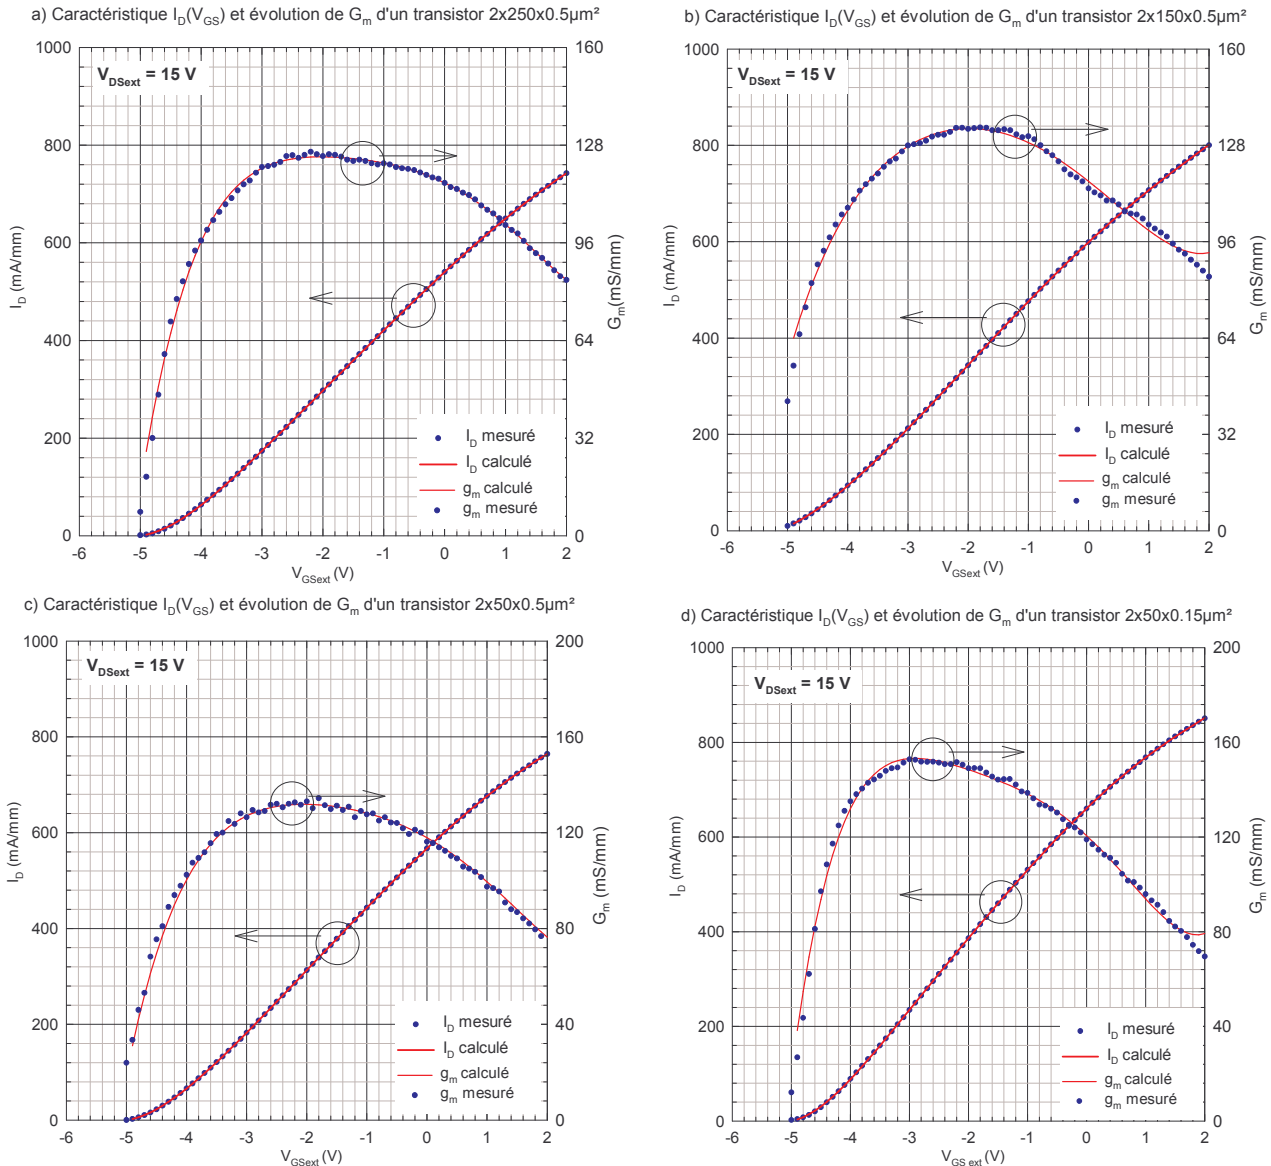 a) Caractéristique I_D(V_GS) et évolution de G_m d'un transistor 2x250x0.5µm²
V_DSext = 15 V
1000
800
600
400
200
0
I_D (mA/mm)
160
128
96
64
32
0
G_m(mS/mm)
I_D mesuré
I_D calculé
g_m calculé
g_m mesuré
-6 -5 -4 -3 -2 -1 0 1 2
V_GSext (V)
b) Caractéristique I_D(V_GS) et évolution de G_m d'un transistor 2x150x0.5µm²
V_DSext = 15 V
1000
800
600
400
200
0
I_D (mA/mm)
160
128
96
64
32
0
G_m (mS/mm)
I_D mesuré
I_D calculé
g_m calculé
g_m mesuré
-6 -5 -4 -3 -2 -1 0 1 2
V_GSext (V)
c) Caractéristique I_D(V_GS) et évolution de G_m d'un transistor 2x50x0.5µm²
V_DSext = 15 V
1000
800
600
400
200
0
I_D (mA/mm)
200
160
120
80
40
0
G_m (mS/mm)
I_D mesuré
I_D calculé
g_m calculé
g_m mesuré
-6 -5 -4 -3 -2 -1 0 1 2
V_GSext (V)
d) Caractéristique I_D(V_GS) et évolution de G_m d'un transistor 2x50x0.15µm²
V_DSext = 15 V
1000
800
600
400
200
0
I_D (mA/mm)
200
160
120
80
40
0
G_m (mS/mm)
I_D mesuré
I_D calculé
g_m calculé
g_m mesuré
-6 -5 -4 -3 -2 -1 0 1 2
V_GS ext (V)